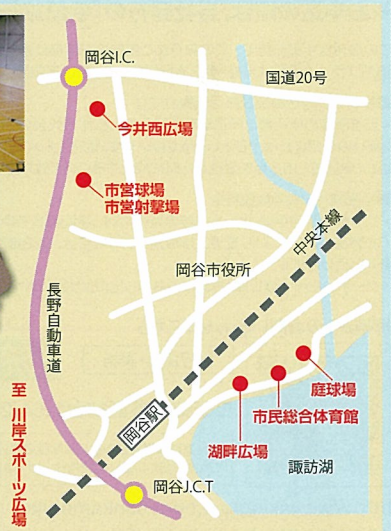 岡谷I.C.
国道20号
今井西広場
市営球場
市営射撃場
中央本線
岡谷市役所
長野自動車道
庭球場
市民総合体育館
湖畔広場
岡谷駅
諏訪湖
岡谷J.C.T
至 川岸スポーツ広場